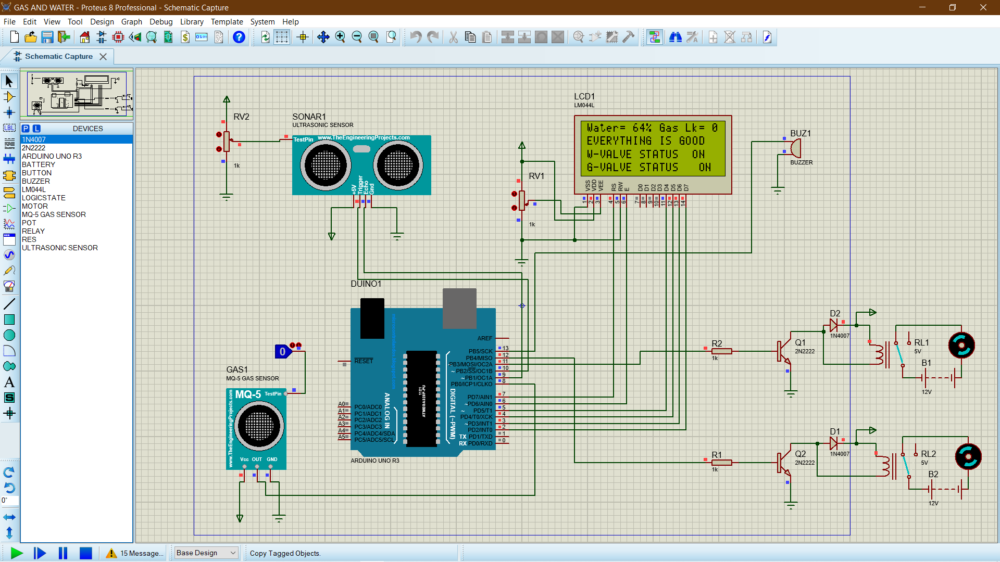 GAS AND WATER - Proteus 8 Professional - Schematic Capture
File Edit View Tool Design Graph Debug Library Template System Help
Schematic Capture
P L DEVICES
1N4007
2N2222
ARDUINO UNO R3
BATTERY
BUTTON
BUZZER
LM044L
LOGICSTATE
MOTOR
MQ-5 GAS SENSOR
POT
RELAY
RES
ULTRASONIC SENSOR
LBL
A
S
0°
RV2
1k
SONAR1
ULTRASONIC SENSOR
TestPin www.TheEngineeringProjects.com
+5V
Trigger
Echo
Gnd
RV1
1k
LCD1
LM044L
Water= 64% Gas Lk= 0
EVERYTHING IS GOOD
W-VALVE STATUS ON
G-VALVE STATUS ON
VSS VDD VEE RS RW E D0 D1 D2 D3 D4 D5 D6 D7
1 2 3 4 5 6 7 8 9 10 11 12 13 14
BUZ1
BUZZER
DUINO1
AREF
RESET
13 PB5/SCK
12 PB4/MISO
11 PB3/MOSI/OC2A
10 ~ PB2/SS/OC1B
9 ~ PB1/OC1A
8 PB0/ICP1/CLKO
7 PD7/AIN1
6 ~ PD6/AIN0
5 ~ PD5/T1
4 PD4/T0/XCK
3 ~ PD3/INT1
2 PD2/INT0
1 TX PD1/TXD
0 RX PD0/RXD
A0 PC0/ADC0
A1 PC1/ADC1
A2 PC2/ADC2
A3 PC3/ADC3
A4 PC4/ADC4/SDA
A5 PC5/ADC5/SCL
ANALOG IN
DIGITAL (~PWM)
1121
ATMEGA328P-PU
ARDUINO UNO R3
0
GAS1
MQ-5 GAS SENSOR
MQ-5 TestPin
www.TheEngineeringProjects.com
Vcc OUT GND
R2
1k
Q1
2N2222
D2
1N4007
RL1
5V
B1
12V
R1
1k
Q2
2N2222
D1
1N4007
RL2
5V
B2
12V
15 Message...
Base Design
Copy Tagged Objects.